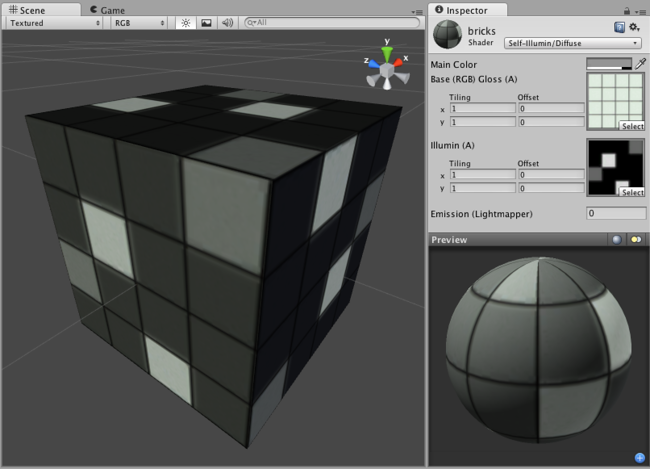 Scene
Game
Textured
RGB
All
y
z
x
Inspector
bricks
Shader
Self-Illumin/Diffuse
Main Color
Base (RGB) Gloss (A)
Tiling
Offset
x
1
0
y
1
0
Select
Illumin (A)
Tiling
Offset
x
1
0
y
1
0
Select
Emission (Lightmapper)
0
Preview